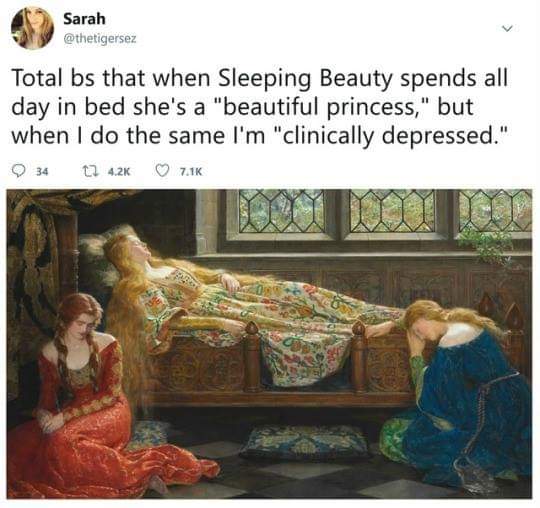 Sarah
@thetigersez
Total bs that when Sleeping Beauty spends all
day in bed she's a "beautiful princess," but
when I do the same I'm "clinically depressed."
34 4.2K 7.1K